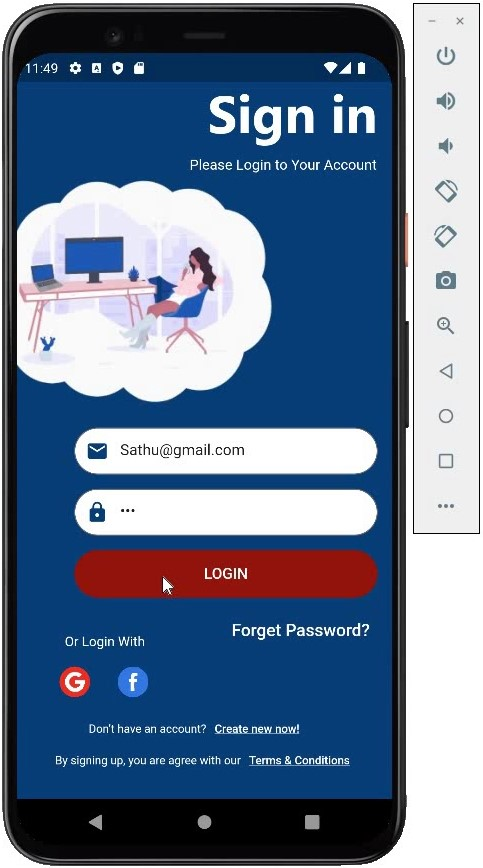 11:49
Sign in
Please Login to Your Account
Sathu@gmail.com
•••
LOGIN
Forget Password?
Or Login With
G f
Don't have an account? Create new now!
By signing up, you are agree with our Terms & Conditions